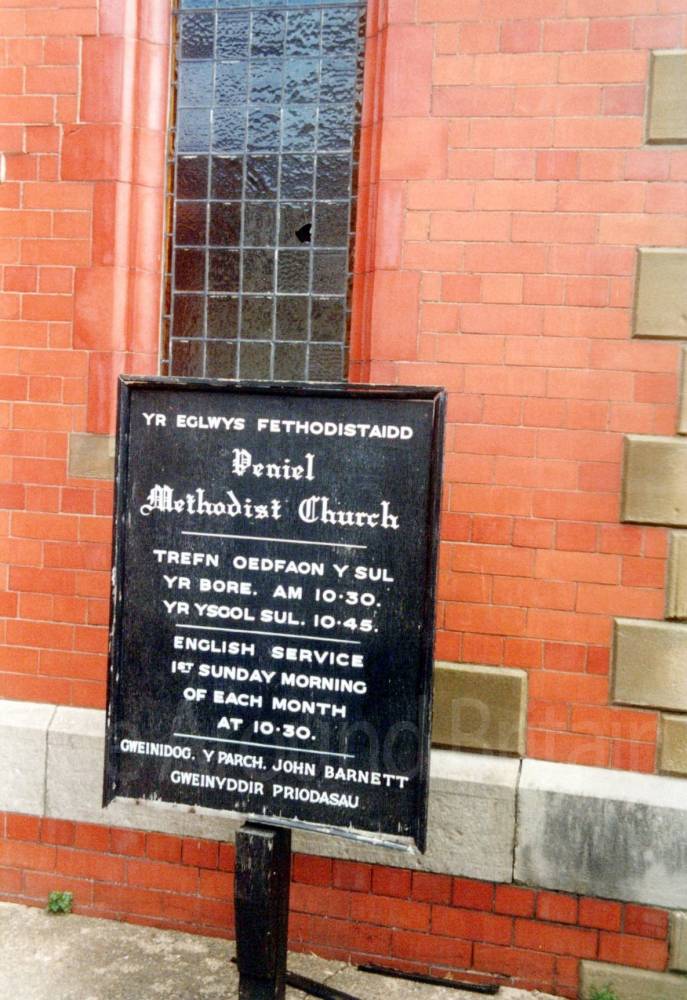 YR EGLWYS FETHODISTAIDD
Peniel
Methodist Church
TREFN OEDFAON Y SUL
YR BORE. AM 10·30.
YR YSGOL SUL. 10·45.
ENGLISH SERVICE
1ST SUNDAY MORNING
OF EACH MONTH
AT 10·30.
GWEINIDOG. Y PARCH. JOHN BARNETT
GWEINYDDIR PRIODASAU